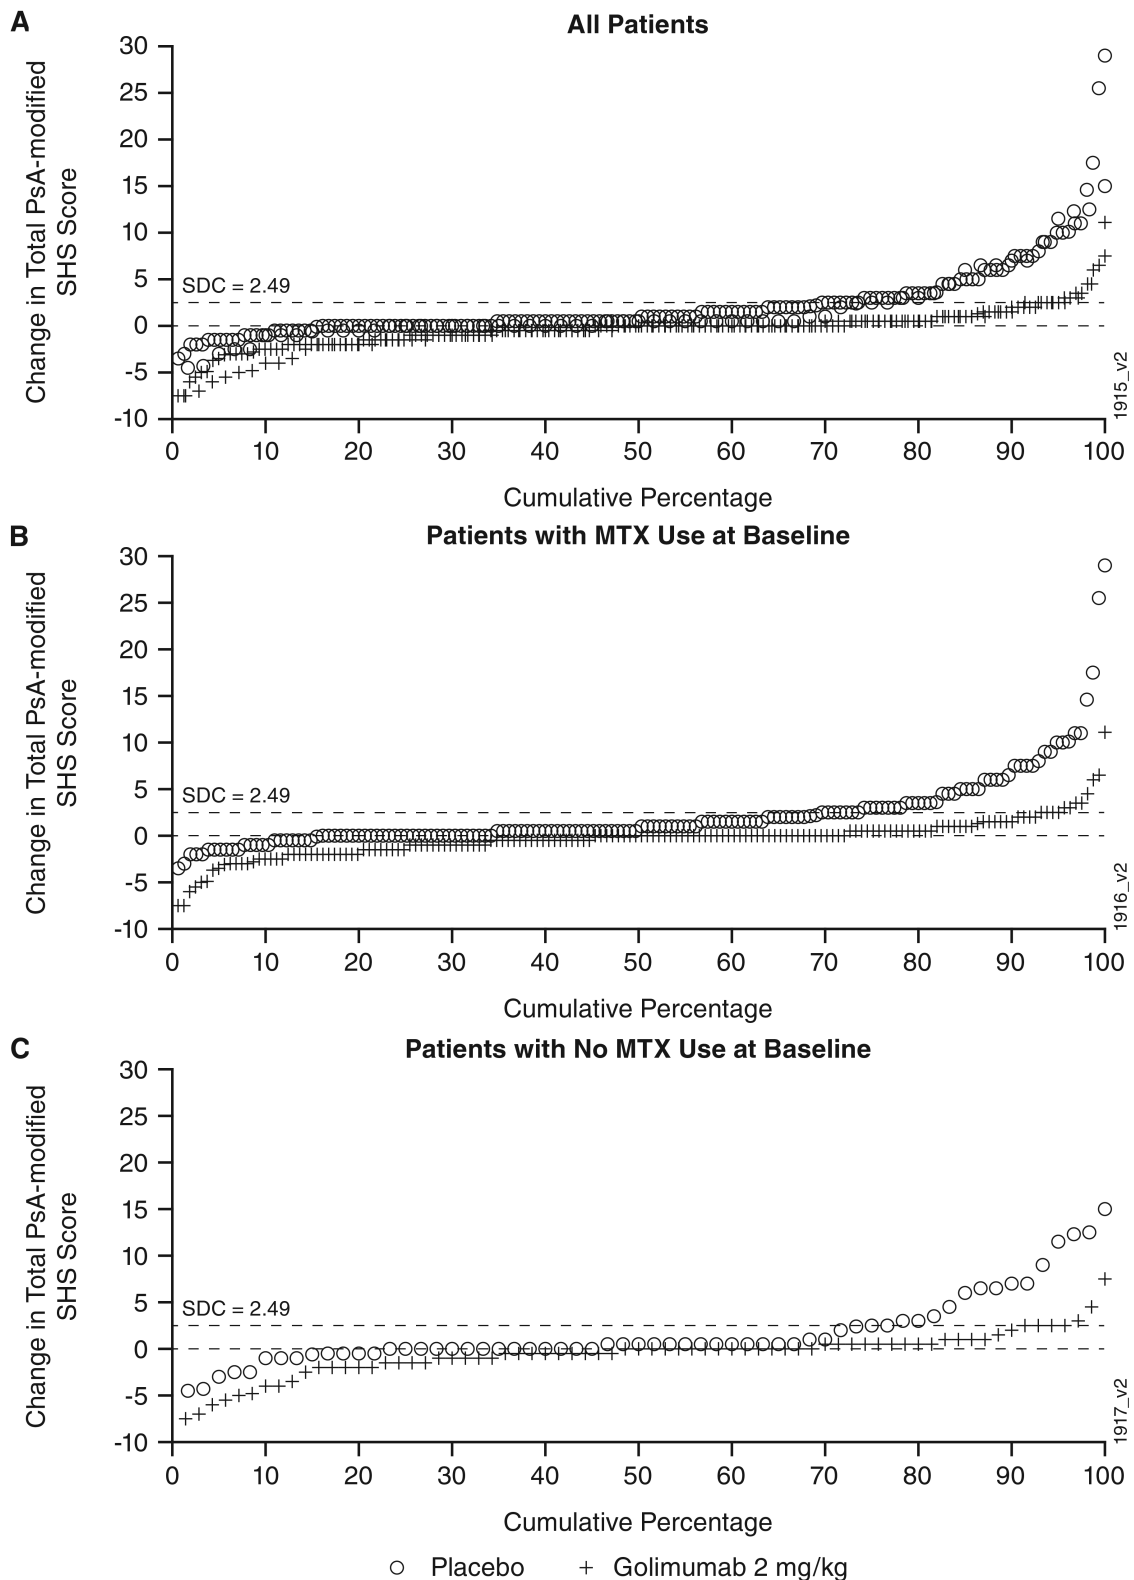 A
All Patients
Change in Total PsA-modified
SHS Score
30
25
20
15
10
5
0
-5
-10
SDC = 2.49
1915_v2
0 10 20 30 40 50 60 70 80 90 100
Cumulative Percentage
B
Patients with MTX Use at Baseline
Change in Total PsA-modified
SHS Score
30
25
20
15
10
5
0
-5
-10
SDC = 2.49
1916_v2
0 10 20 30 40 50 60 70 80 90 100
Cumulative Percentage
C
Patients with No MTX Use at Baseline
Change in Total PsA-modified
SHS Score
30
25
20
15
10
5
0
-5
-10
SDC = 2.49
1917_v2
0 10 20 30 40 50 60 70 80 90 100
Cumulative Percentage
Placebo Golimumab 2 mg/kg